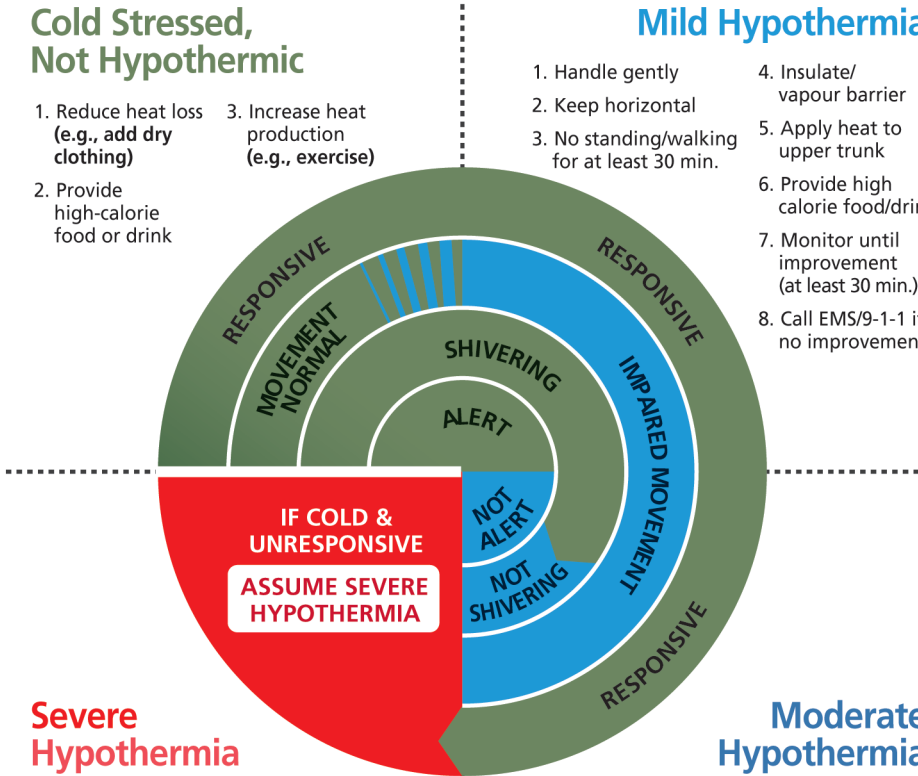 Cold Stressed,
Not Hypothermic
1. Reduce heat loss
(e.g., add dry
clothing)
2. Provide
high-calorie
food or drink
3. Increase heat
production
(e.g., exercise)
Mild Hypothermia
1. Handle gently
2. Keep horizontal
3. No standing/walking
for at least 30 min.
4. Insulate/
vapour barrier
5. Apply heat to
upper trunk
6. Provide high
calorie food/drin
7. Monitor until
improvement
(at least 30 min.)
8. Call EMS/9-1-1 if
no improvemen
RESPONSIVE
MOVEMENT
NORMAL
RESPONSIVE
SHIVERING
ALERT
IMPAIRED MOVEMENT
NOT
ALERT
NOT
SHIVERING
RESPONSIVE
IF COLD &
UNRESPONSIVE
ASSUME SEVERE
HYPOTHERMIA
Severe
Hypothermia
Moderate
Hypothermia